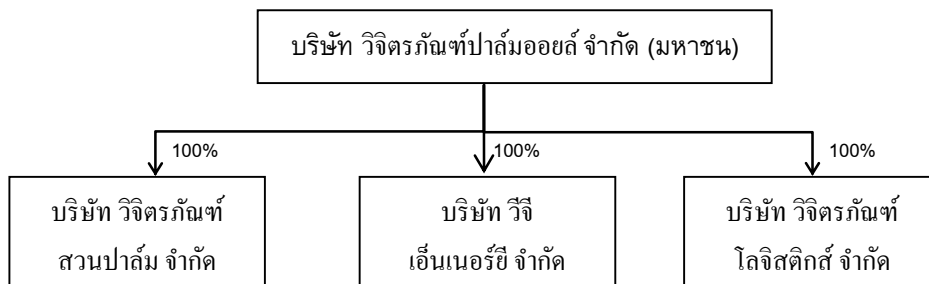 บริษัท วิจิตรภัณฑ์ปาล์มออยล์ จำกัด (มหาชน)
100%
100%
100%
บริษัท วิจิตรภัณฑ์
สวนปาล์ม จำกัด
บริษัท วีจี
เอ็นเนอร์ยี จำกัด
บริษัท วิจิตรภัณฑ์
โลจิสติกส์ จำกัด